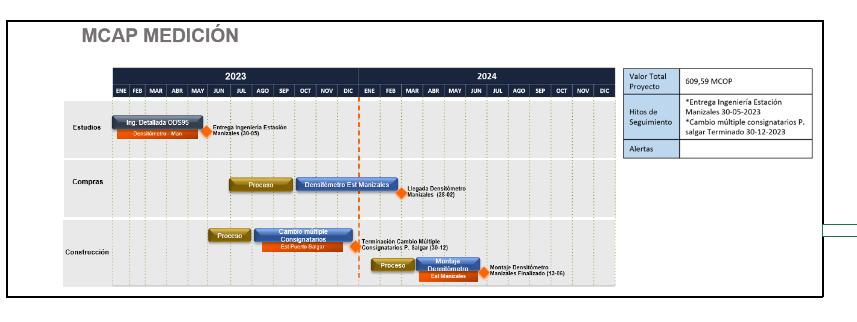 MCAP MEDICIÓN
2023
2024
ENE FEB MAR ABR MAY JUN JUL AGO SEP OCT NOV DIC ENE FEB MAR ABR MAY JUN JUL AGO SEP OCT NOV DIC
Estudios
Ing. Detallada ODS95
Densitómetro - Man
Entrega Ingeniería Estación
Manizales (30-05)
Compras
Proceso
Densitómetro Est Manizales
Llegada Densitómetro
Manizales (28-02)
Construcción
Proceso
Cambio múltiple
Consignatarios
Est Puerto Salgar
Terminación Cambio Múltiple
Consignatarios P. Salgar (30-12)
Proceso
Montaje
Densitómetro
Est Manizales
Montaje Densitómetro
Manizales Finalizado (13-06)
Valor Total
Proyecto
609,59 MCOP
Hitos de
Seguimiento
*Entrega Ingeniería Estación
Manizales 30-05-2023
*Cambio múltiple consignatarios P.
salgar Terminado 30-12-2023
Alertas